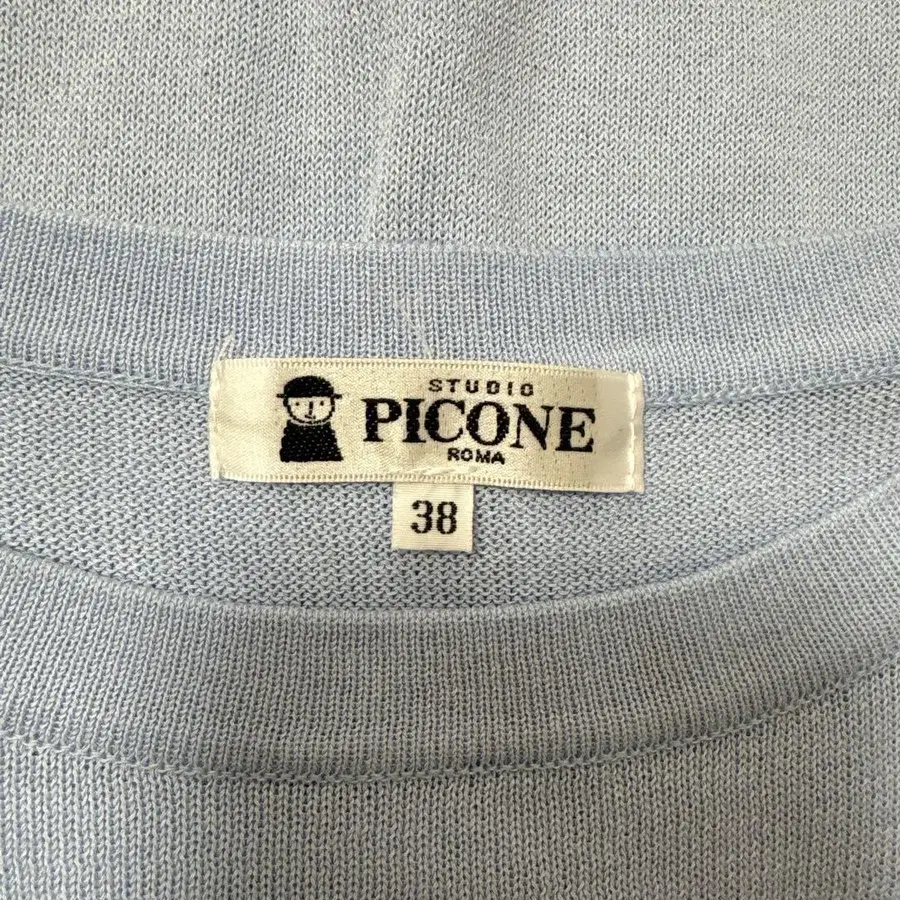 STUDIO
PICONE
ROMA
38